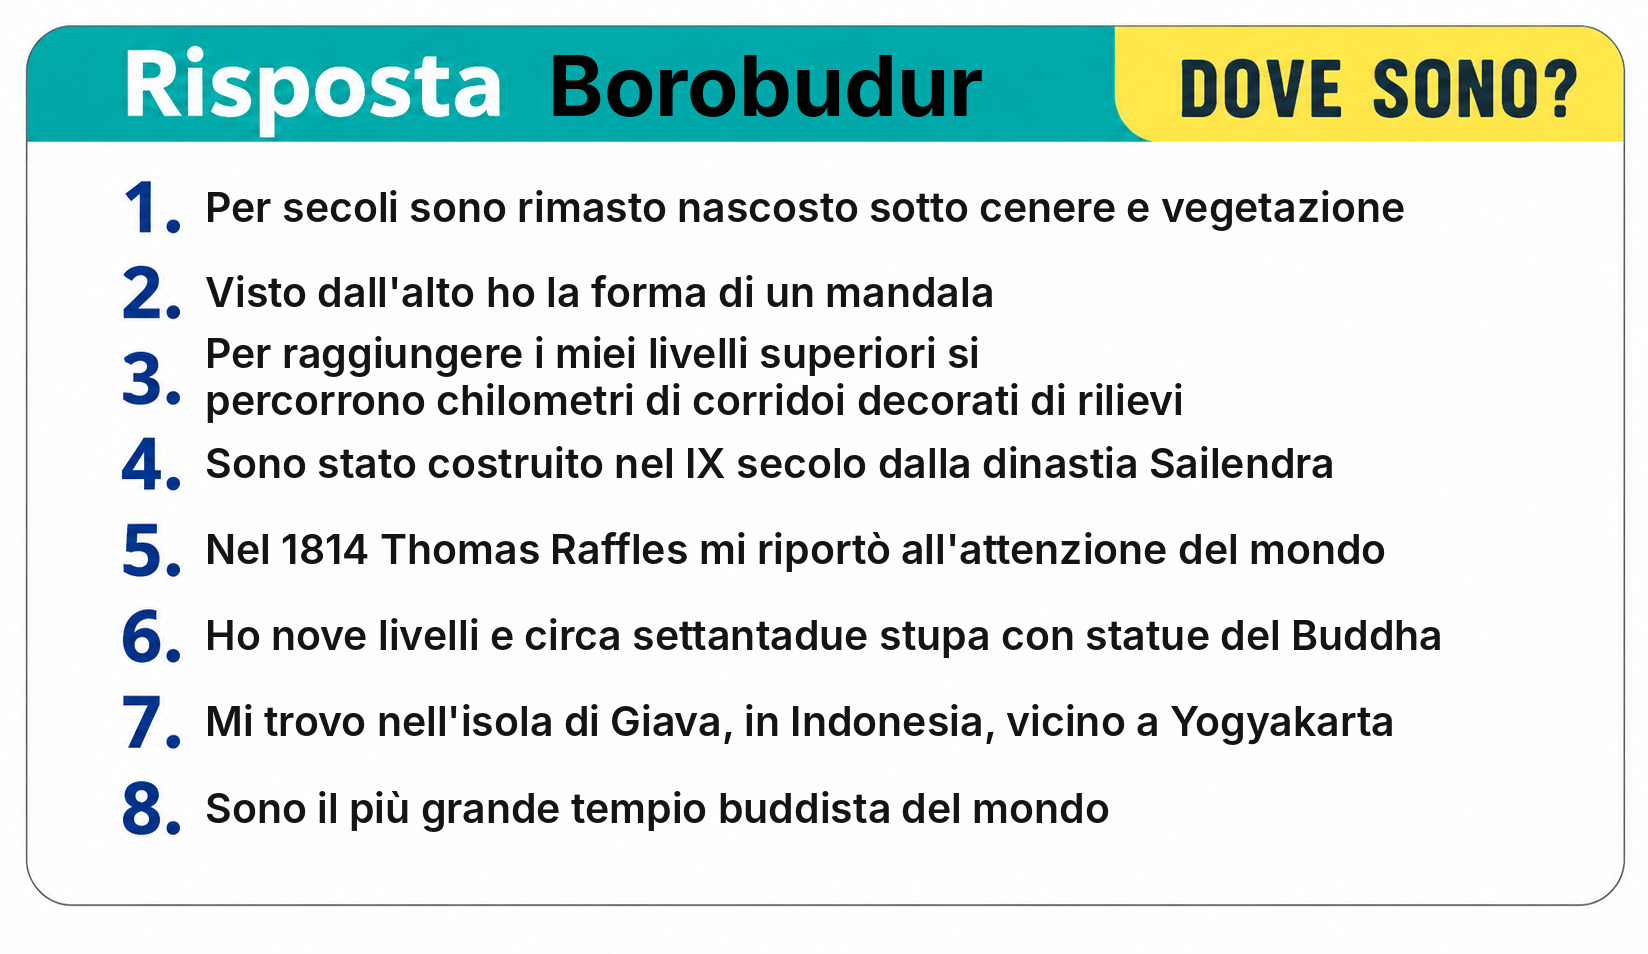 Risposta Borobudur DOVE SONO?
1. Per secoli sono rimasto nascosto sotto cenere e vegetazione
2. Visto dall'alto ho la forma di un mandala
3. Per raggiungere i miei livelli superiori si
percorrono chilometri di corridoi decorati di rilievi
4. Sono stato costruito nel IX secolo dalla dinastia Sailendra
5. Nel 1814 Thomas Raffles mi riportò all'attenzione del mondo
6. Ho nove livelli e circa settantadue stupa con statue del Buddha
7. Mi trovo nell'isola di Giava, in Indonesia, vicino a Yogyakarta
8. Sono il più grande tempio buddista del mondo